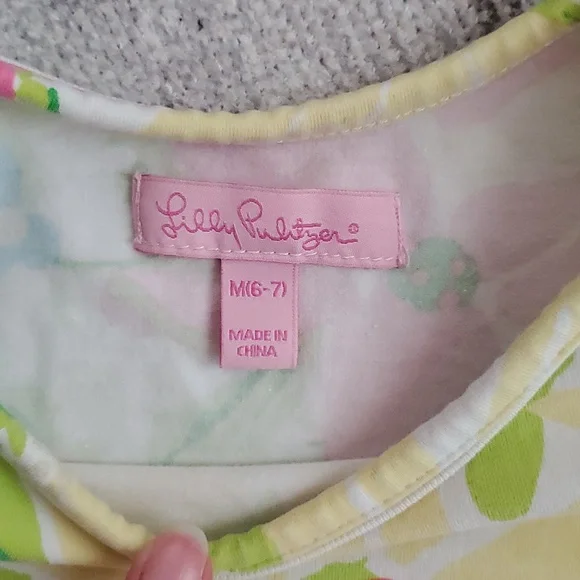 Lilly Pulitzer®
M(6-7)
MADE IN
CHINA